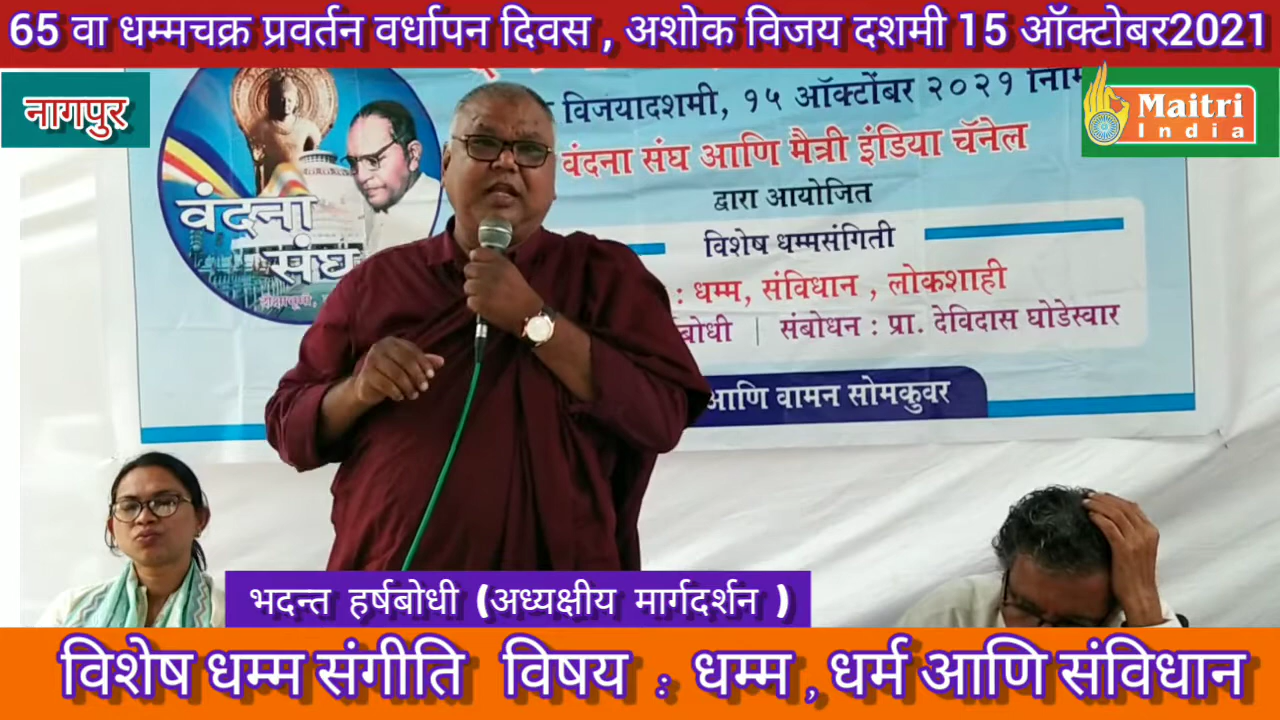 65 वा धम्मचक्र प्रवर्तन वर्धापन दिवस , अशोक विजय दशमी 15 ऑक्टोबर2021
नागपुर
Maitri
India
विजयादशमी, १५ ऑक्टोंबर २०२१
वंदना संघ आणि मैत्री इंडिया चॅनेल
द्वारा आयोजित
विशेष धम्मसंगिती
: धम्म, संविधान , लोकशाही
बोधी | संबोधन : प्रा. देविदास घोडेस्वार
आणि वामन सोमकुवर
वंदना
संघ
भदन्त हर्षबोधी (अध्यक्षीय मार्गदर्शन )
विशेष धम्म संगीति विषय : धम्म , धर्म आणि संविधान